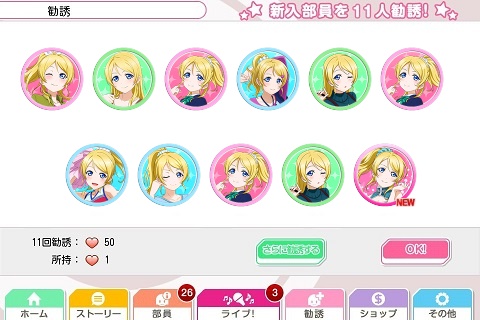 勧誘
新入部員を11人勧誘!
NEW
11回勧誘： 50
所持： 1
さらに勧誘する
OK!
26
3
ホーム
ストーリー
部員
ライブ!
勧誘
ショップ
その他